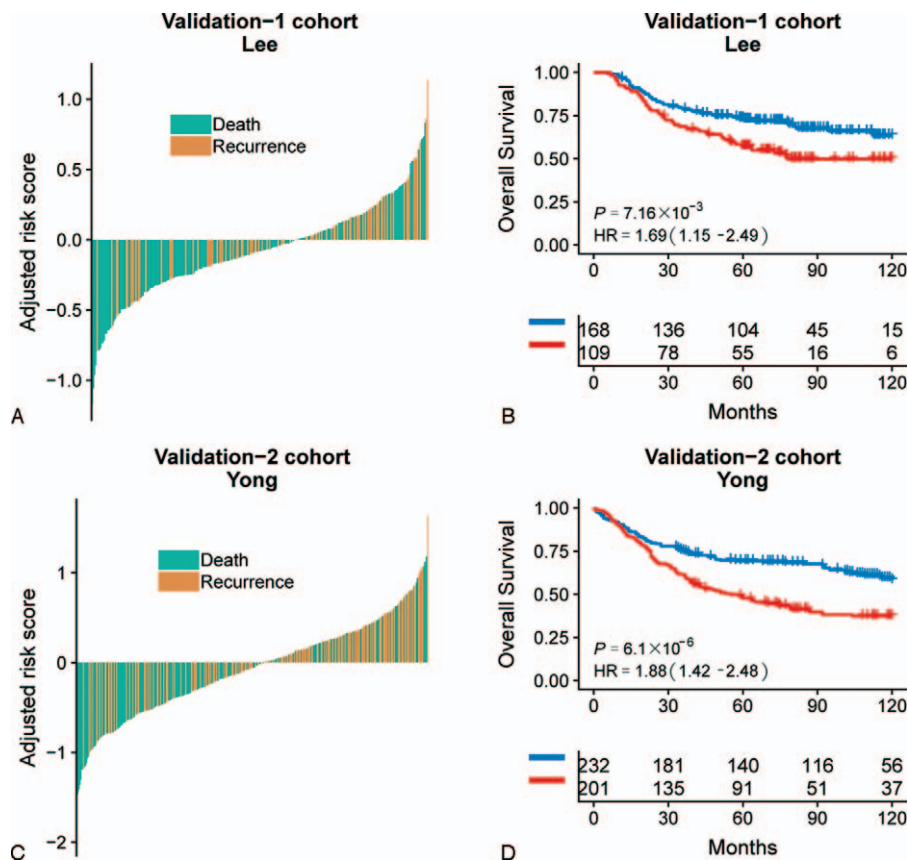 Validation-1 cohort
Lee
Adjusted risk score
1.0
0.5
0.0
-0.5
-1.0
Death
Recurrence
A
Validation-1 cohort
Lee
Overall Survival
1.00
0.75
0.50
0.25
0.00
P = 7.16×10⁻³
HR = 1.69(1.15 -2.49)
0 30 60 90 120
168 136 104 45 15
109 78 55 16 6
0 30 60 90 120
Months
B
Validation-2 cohort
Yong
Adjusted risk score
1
0
-1
-2
Death
Recurrence
C
Validation-2 cohort
Yong
Overall Survival
1.00
0.75
0.50
0.25
0.00
P = 6.1×10⁻⁶
HR = 1.88(1.42 -2.48)
0 30 60 90 120
232 181 140 116 56
201 135 91 51 37
0 30 60 90 120
Months
D